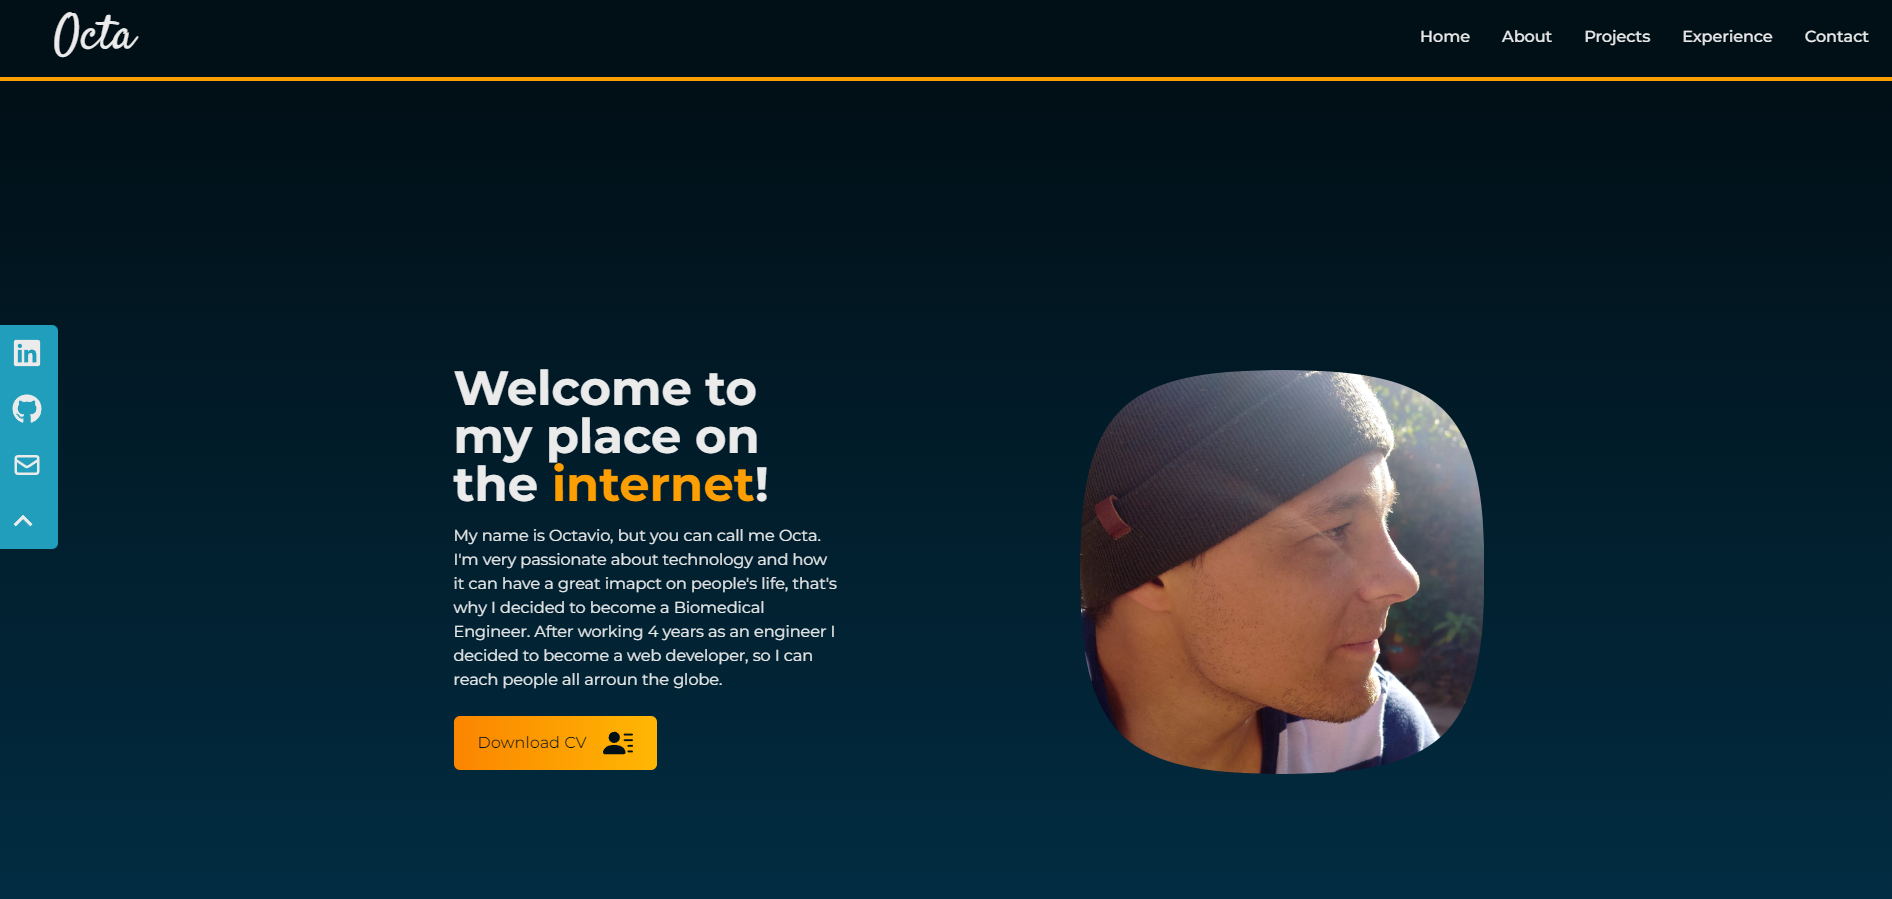 Octa
Home About Projects Experience Contact
in
Welcome to
my place on
the internet!
My name is Octavio, but you can call me Octa.
I'm very passionate about technology and how
it can have a great imapct on people's life, that's
why I decided to become a Biomedical
Engineer. After working 4 years as an engineer I
decided to become a web developer, so I can
reach people all arroun the globe.
Download CV